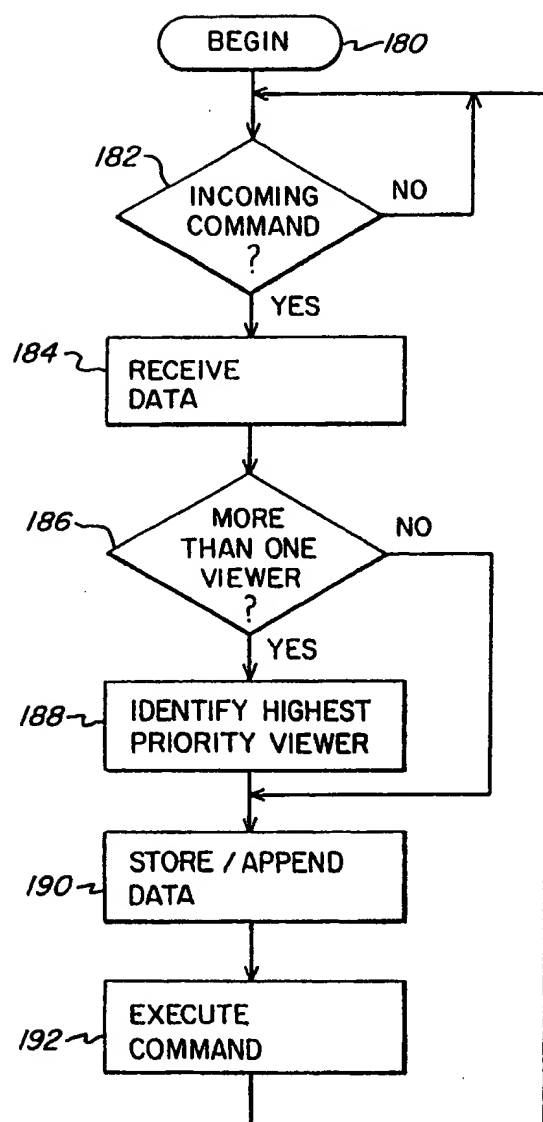 BEGIN
180
182
INCOMING
COMMAND
?
NO
YES
184
RECEIVE
DATA
186
MORE
THAN ONE
VIEWER
?
NO
YES
188
IDENTIFY HIGHEST
PRIORITY VIEWER
190
STORE / APPEND
DATA
192
EXECUTE
COMMAND